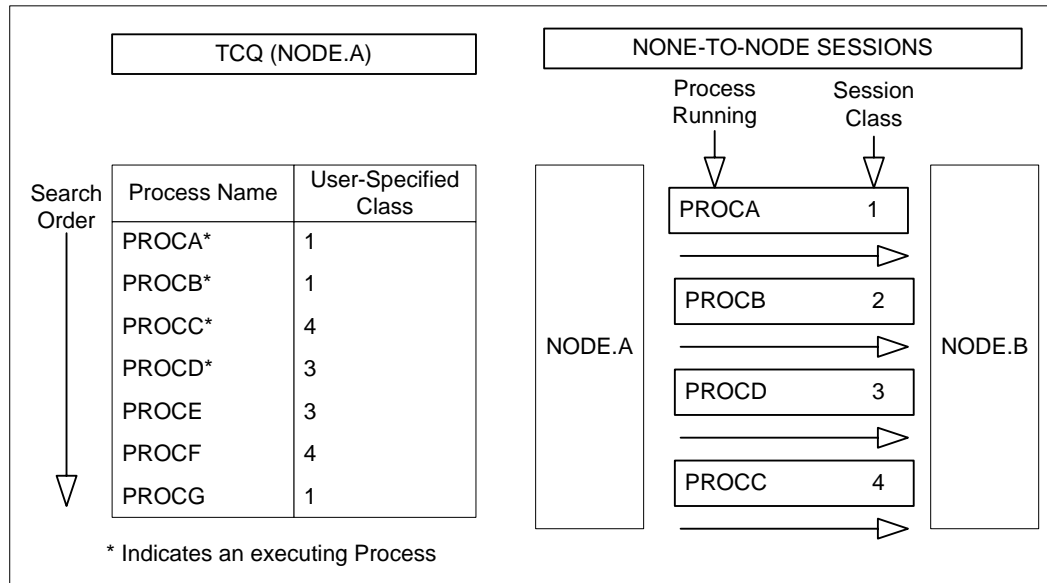 TCQ (NODE.A)
NONE-TO-NODE SESSIONS
Process
Running
Session
Class
Search
Order
Process Name
User-Specified
Class
PROCA* 1
PROCB* 1
PROCC* 4
PROCD* 3
PROCE 3
PROCF 4
PROCG 1
* Indicates an executing Process
NODE.A
PROCA 1
PROCB 2
PROCD 3
PROCC 4
NODE.B